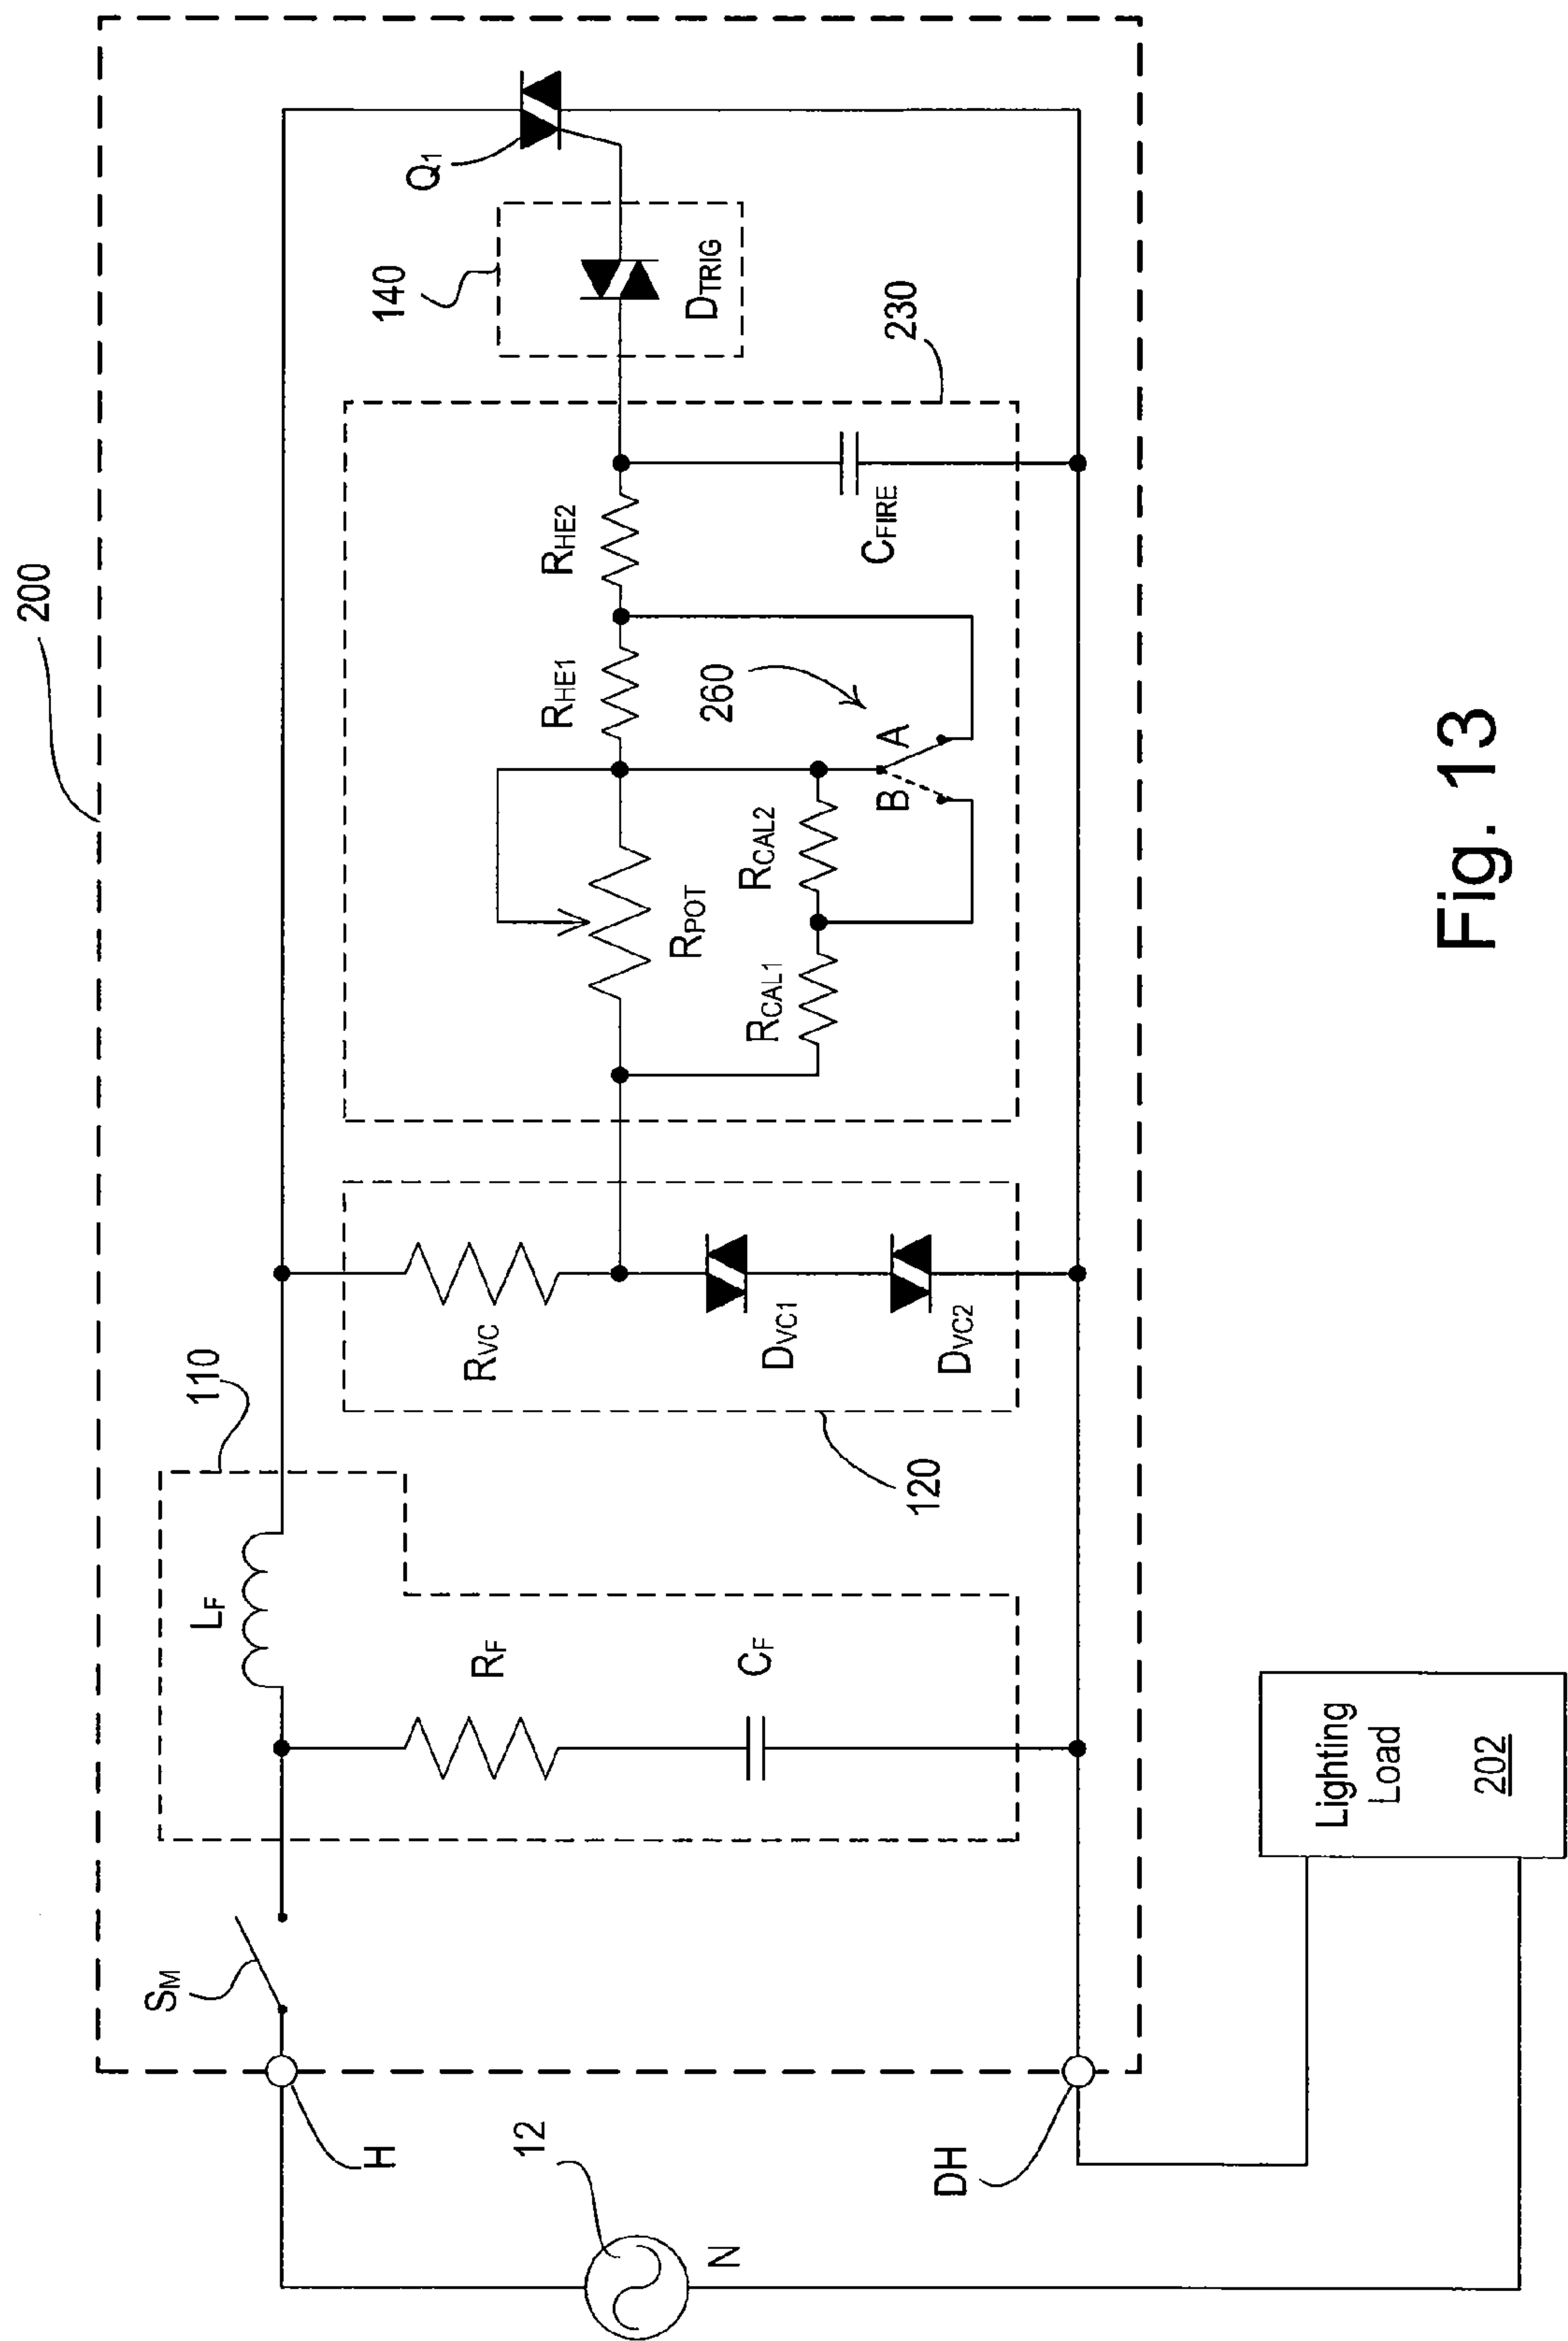 200
Q1
140
DTRIG
230
RHE2
CFIRE
RHE1
260
A
B
RCAL2
RPOT
RCAL1
110
RVC
DVC1
DVC2
120
LF
RF
CF
SM
H
12
N
DH
Lighting
Load
202
Fig. 13